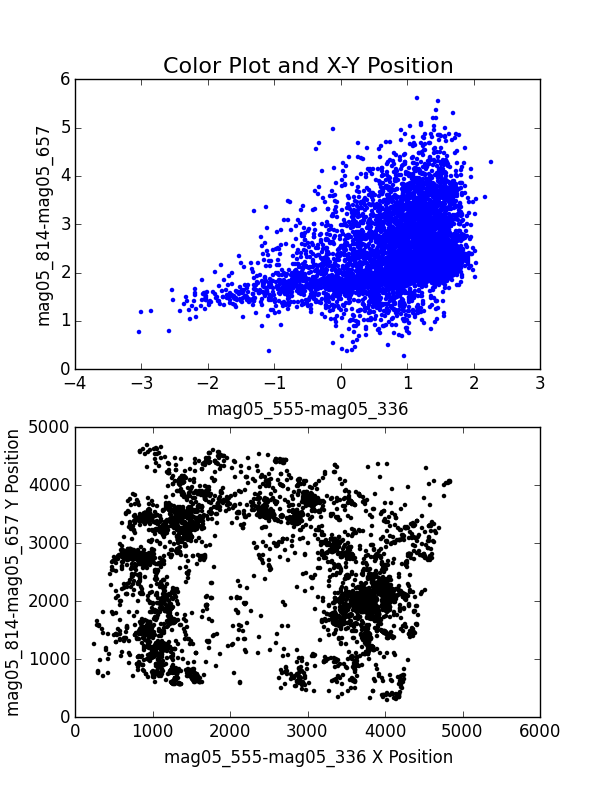 Color Plot and X-Y Position
6
5
4
3
2
1
0
mag05_814-mag05_657
−4 −3 −2 −1 0 1 2 3
mag05_555-mag05_336
5000
4000
3000
2000
1000
0
mag05_814-mag05_657 Y Position
0 1000 2000 3000 4000 5000 6000
mag05_555-mag05_336 X Position